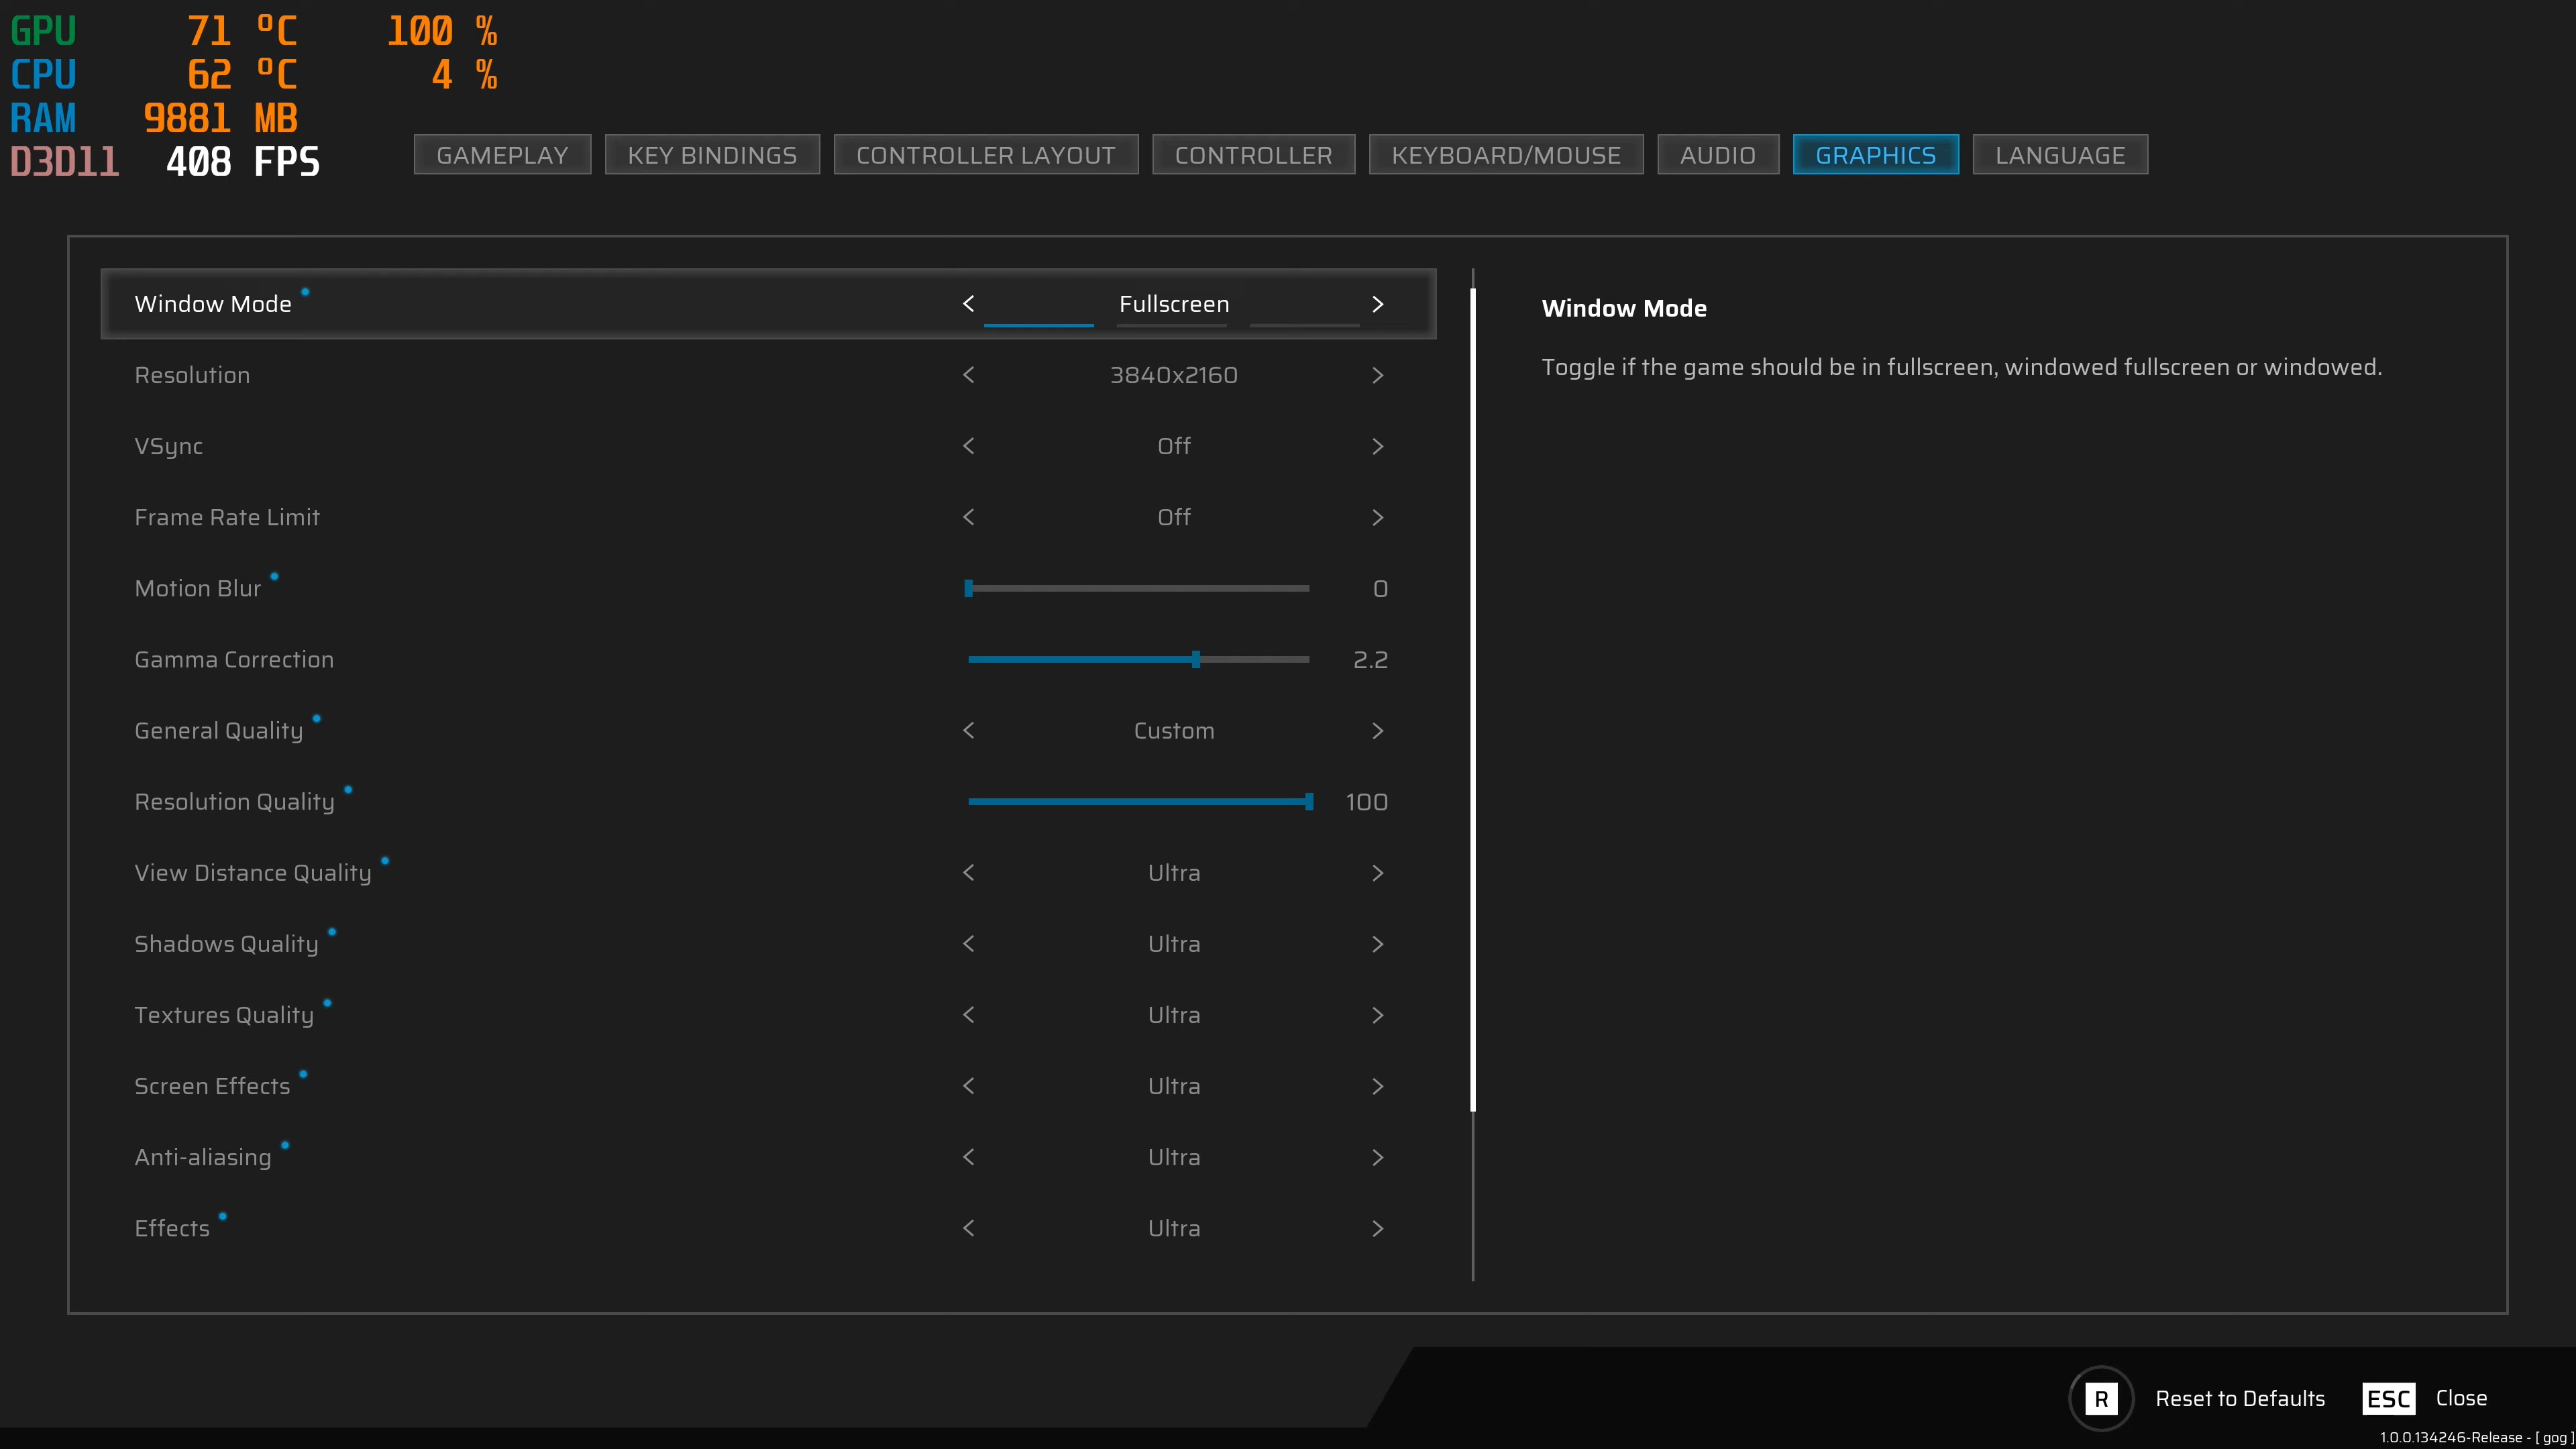 GPU 71 °C 100 %
CPU 62 °C 4 %
RAM 9881 MB
D3D11 408 FPS
GAMEPLAY KEY BINDINGS CONTROLLER LAYOUT CONTROLLER KEYBOARD/MOUSE AUDIO GRAPHICS LANGUAGE
Window Mode < Fullscreen >
Resolution < 3840x2160 >
VSync < Off >
Frame Rate Limit < Off >
Motion Blur 0
Gamma Correction 2.2
General Quality < Custom >
Resolution Quality 100
View Distance Quality < Ultra >
Shadows Quality < Ultra >
Textures Quality < Ultra >
Screen Effects < Ultra >
Anti-aliasing < Ultra >
Effects < Ultra >
Window Mode
Toggle if the game should be in fullscreen, windowed fullscreen or windowed.
R Reset to Defaults ESC Close
1.0.0.134246-Release - [ gog ]